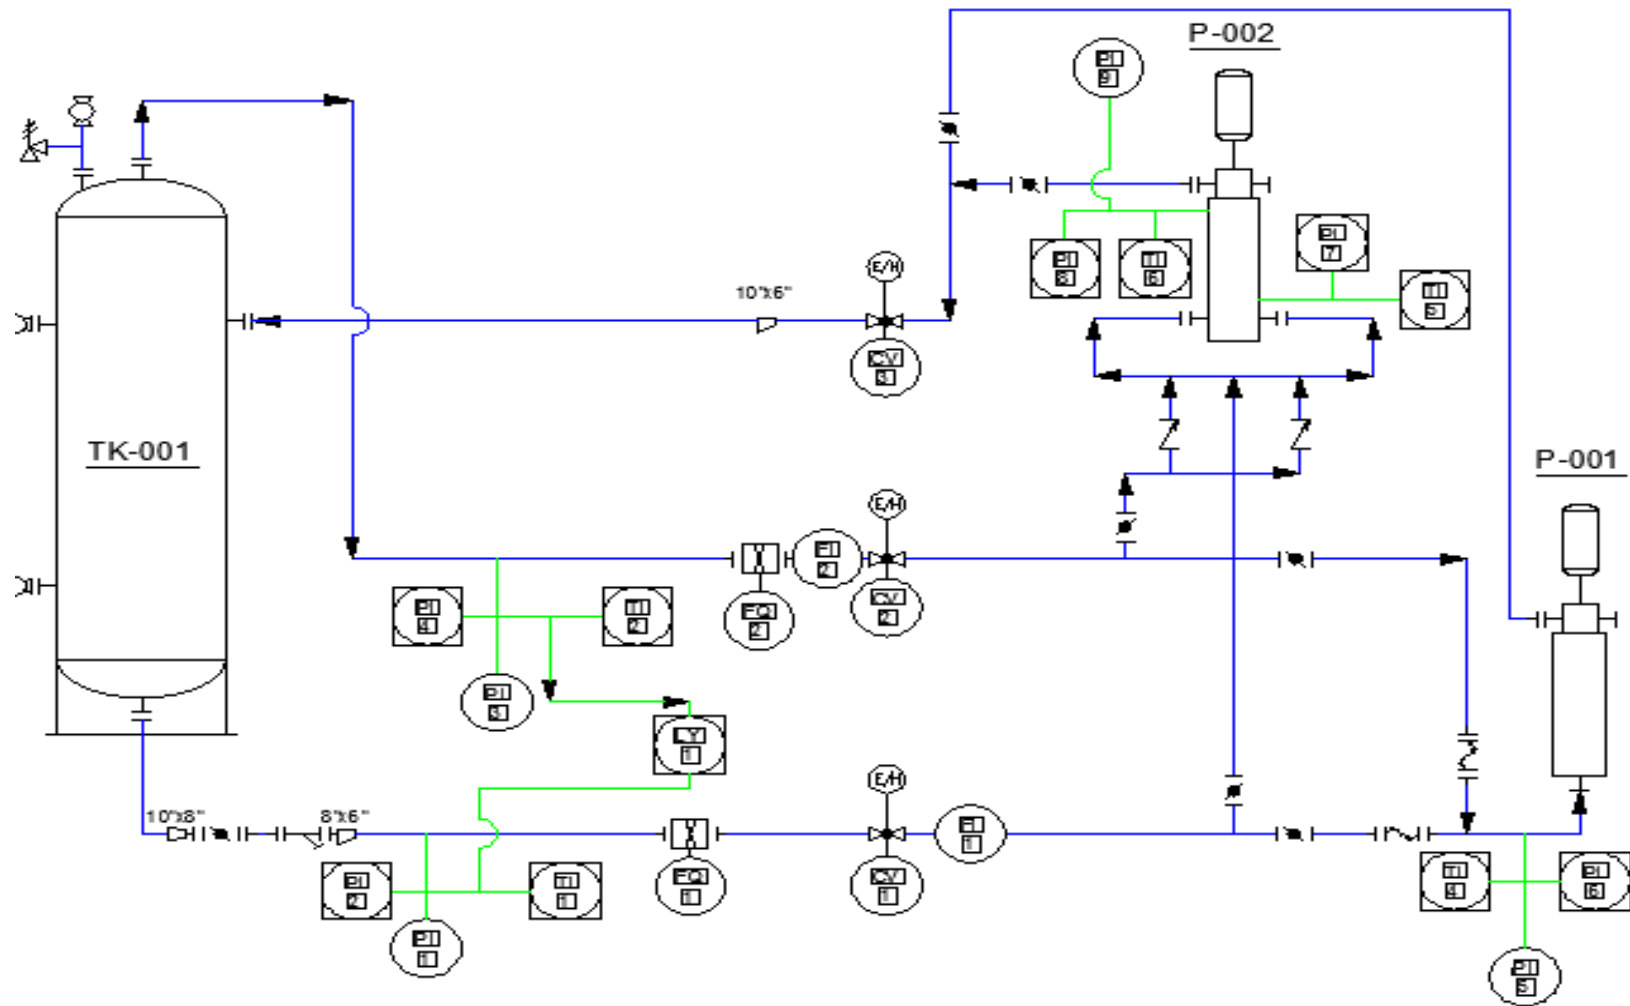 P-002
PI
9
E/H
10"X6"
CV
3
PI
8
TI
6
PI
7
TI
5
TK-001
P-001
E/H
FI
2
PI
4
TI
2
FQ
2
CV
2
PI
3
LY
1
E/H
10"X8"
8"X6"
FI
1
PI
2
TI
1
FQ
1
CV
1
TI
4
PI
6
PI
1
PI
5